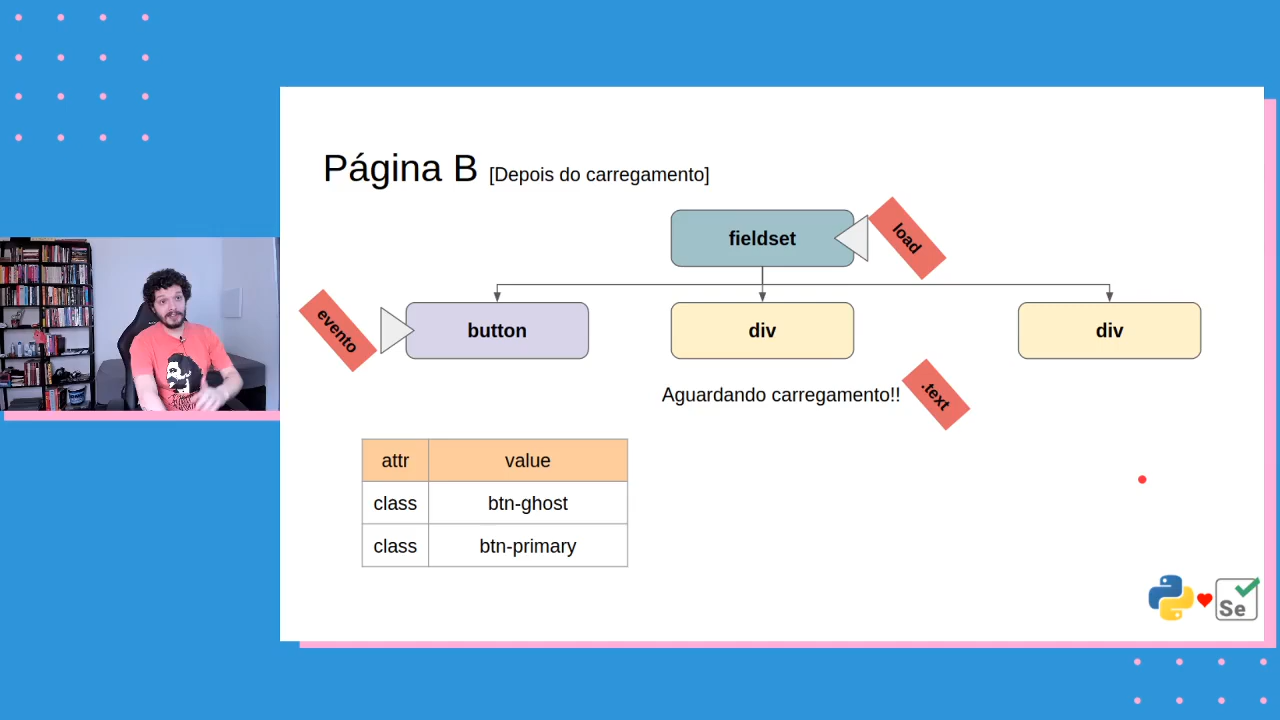 Página B [Depois do carregamento]
fieldset
load
evento
button
div
div
Aguardando carregamento!!
.text
attr value
class btn-ghost
class btn-primary
Se